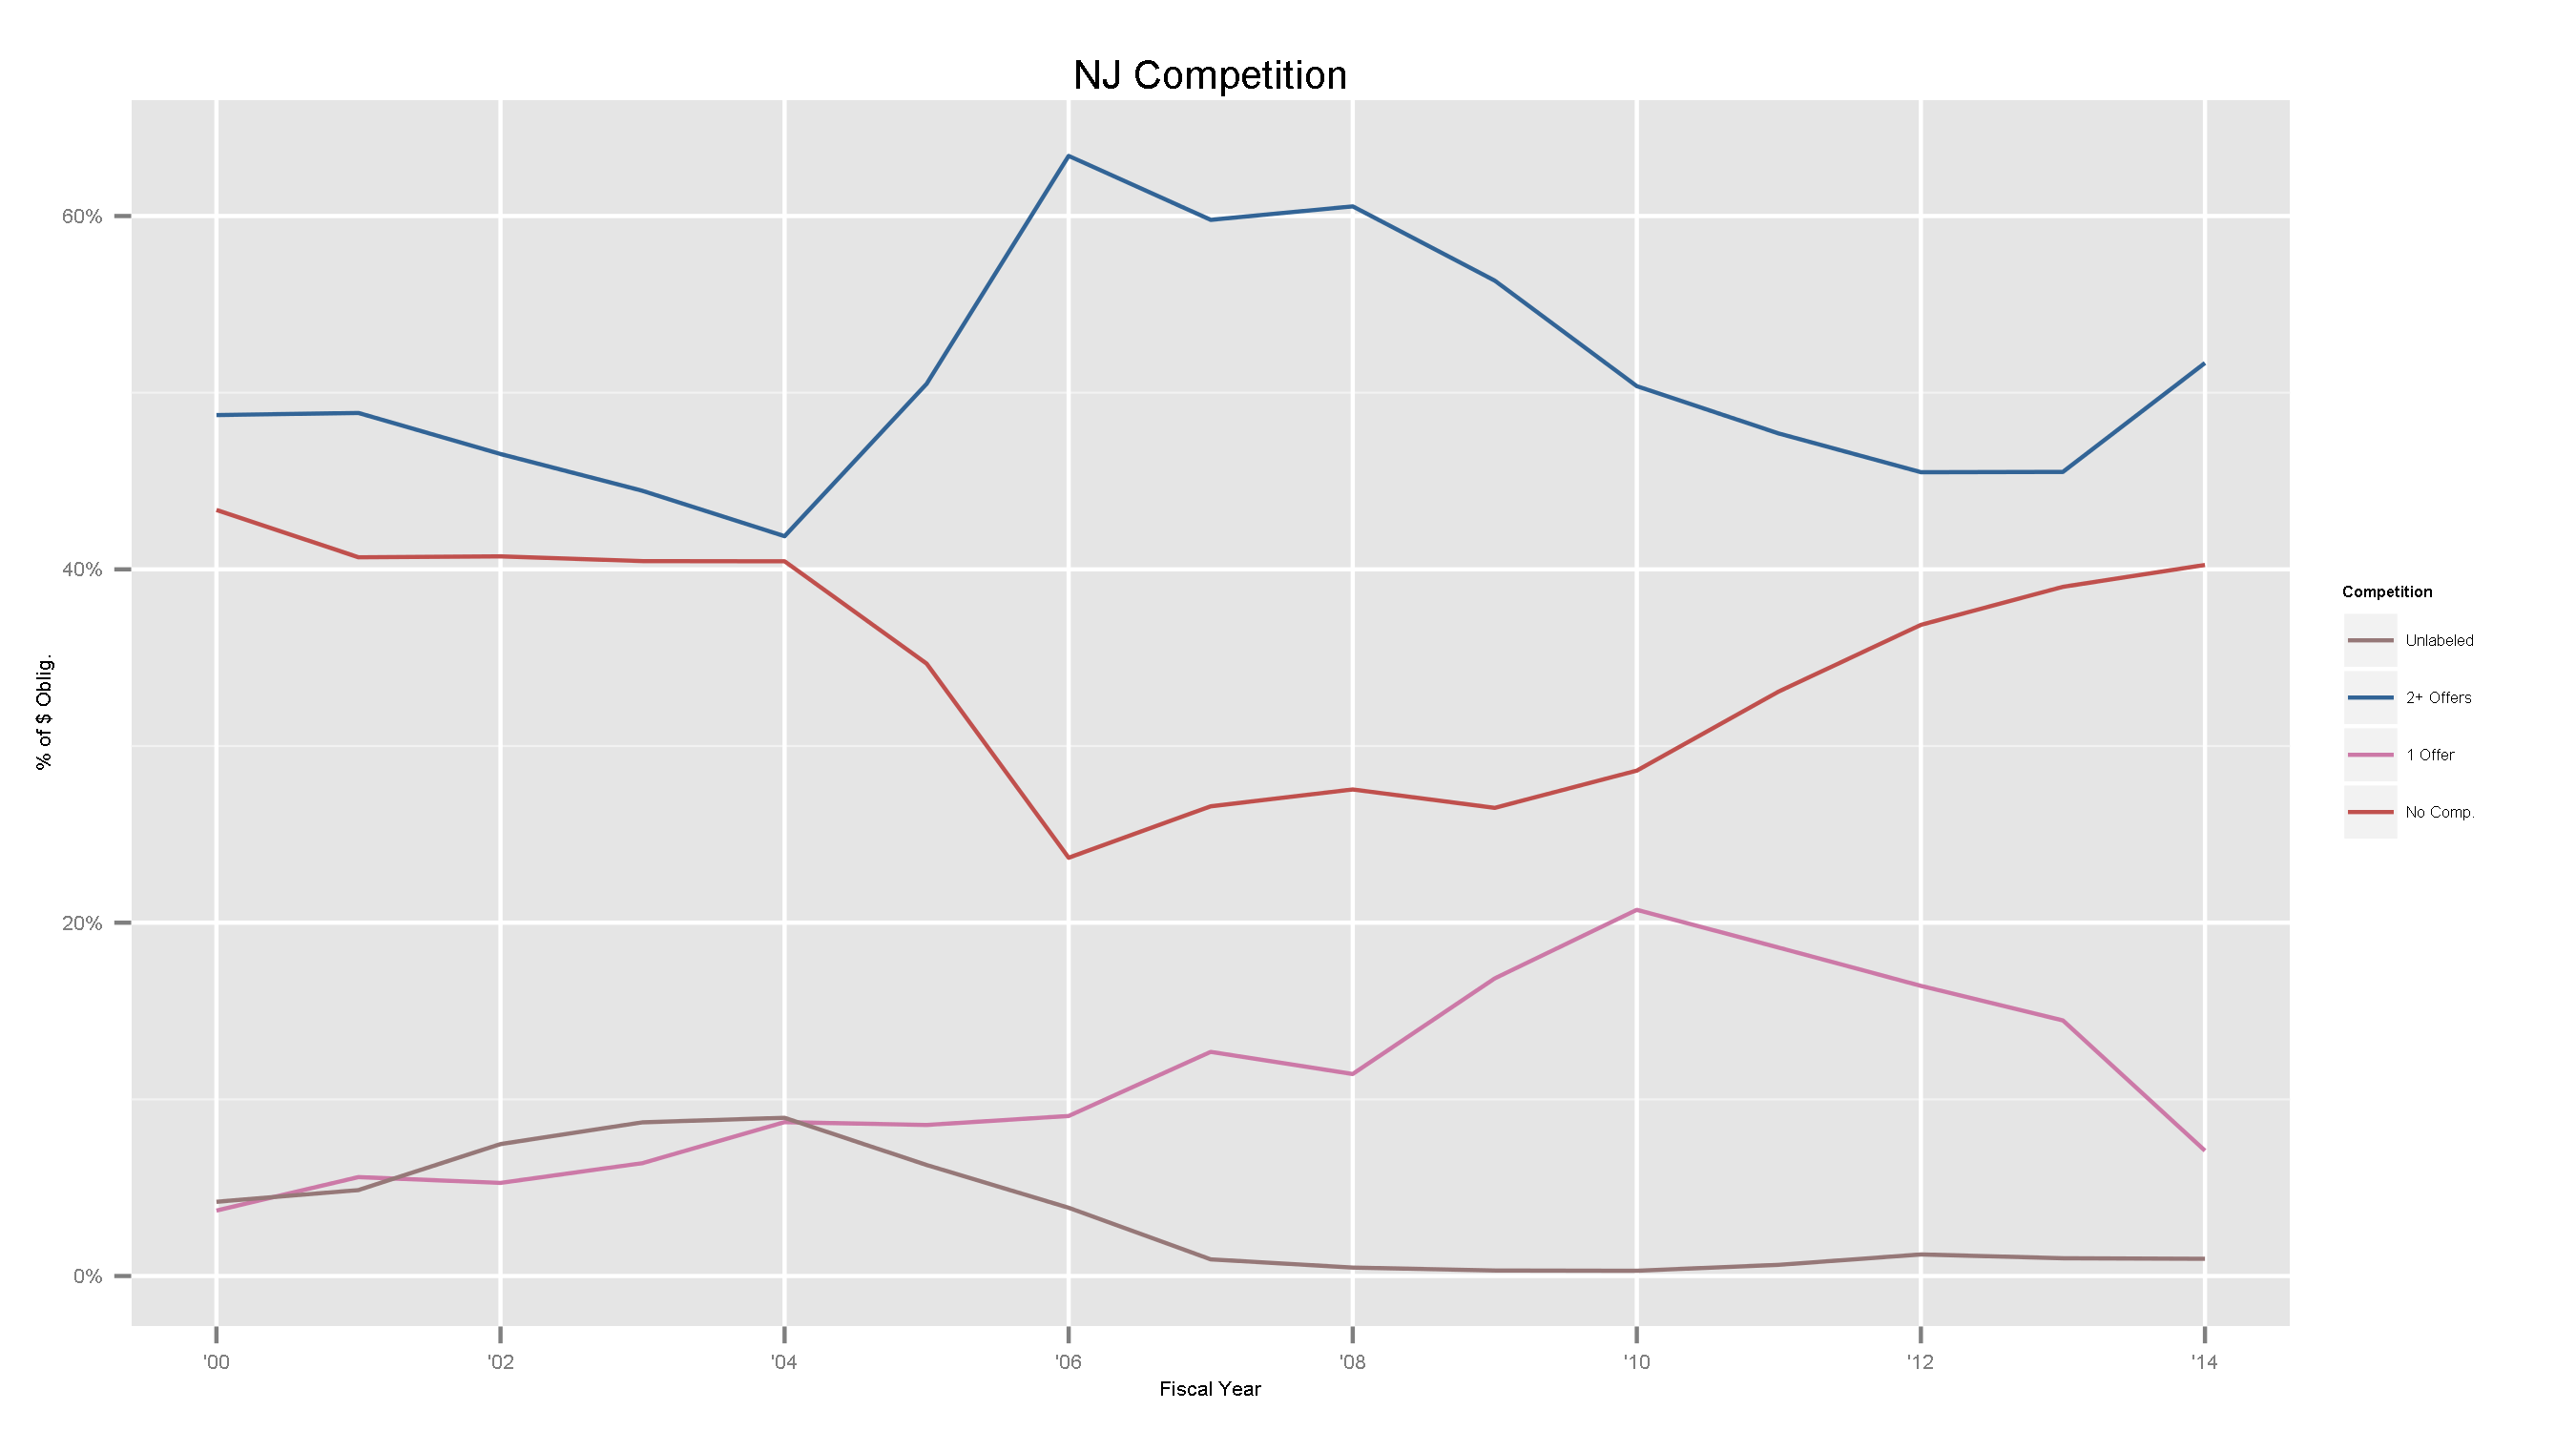 NJ Competition
60%
40%
20%
0%
% of $ Oblig.
'00 '02 '04 '06 '08 '10 '12 '14
Fiscal Year
Competition
Unlabeled
2+ Offers
1 Offer
No Comp.